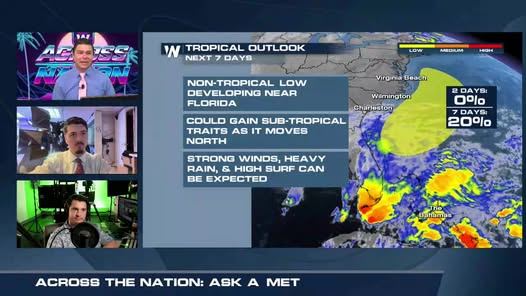 W
ACROSS
NATION
W TROPICAL OUTLOOK
NEXT 7 DAYS
LOW MEDIUM HIGH
NON-TROPICAL LOW
DEVELOPING NEAR
FLORIDA
COULD GAIN SUB-TROPICAL
TRAITS AS IT MOVES
NORTH
STRONG WINDS, HEAVY
RAIN, & HIGH SURF CAN
BE EXPECTED
Virginia Beach
Wilmington
Charleston
2 DAYS:
0%
7 DAYS:
20%
The
Bahamas
ACROSS THE NATION: ASK A MET